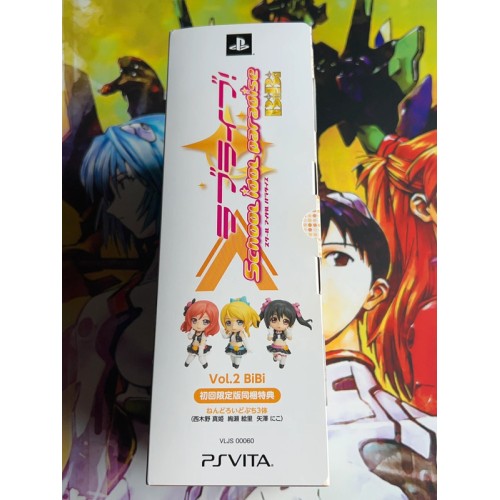 ラブライブ!
School idol paradise
スクールアイドルパラダイス
Vol.2 BiBi
初回限定版同梱特典
ねんどろいどぷち3体
(西木野 真姫 絢瀬 絵里 矢澤 にこ)
VLJS 00060
PSVITA